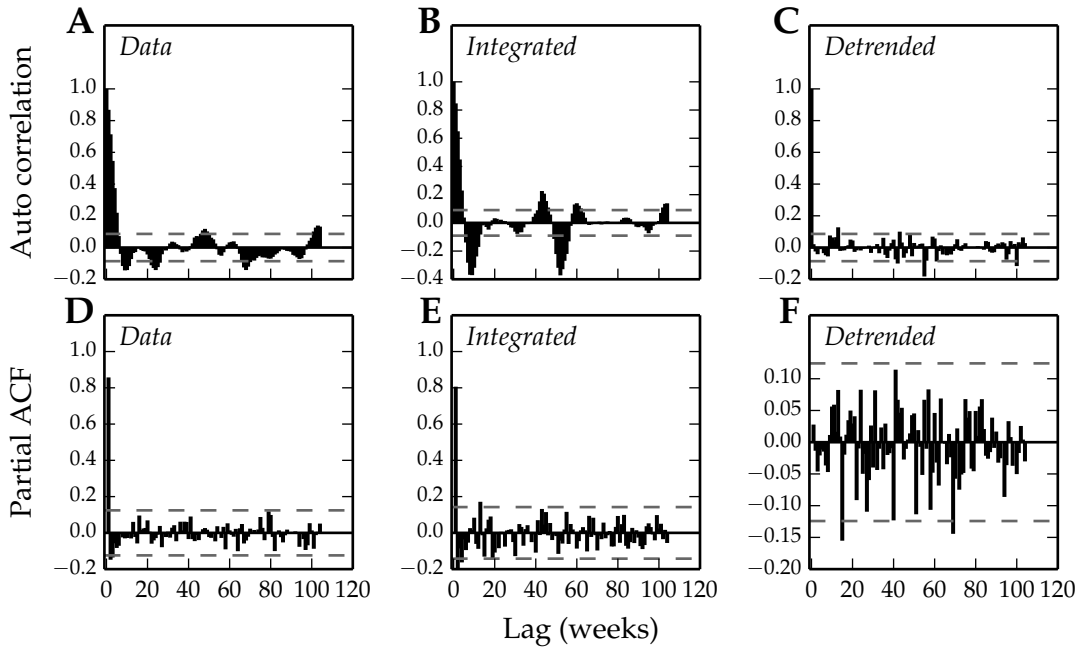 A
Data
B
Integrated
C
Detrended
Auto correlation
1.0
0.8
0.6
0.4
0.2
0.0
−0.2
1.0
0.8
0.6
0.4
0.2
0.0
−0.2
−0.4
1.0
0.8
0.6
0.4
0.2
0.0
−0.2
D
Data
E
Integrated
F
Detrended
Partial ACF
1.0
0.8
0.6
0.4
0.2
0.0
−0.2
1.0
0.8
0.6
0.4
0.2
0.0
−0.2
0.10
0.05
0.00
−0.05
−0.10
−0.15
−0.20
0 20 40 60 80 100 120
0 20 40 60 80 100 120
0 20 40 60 80 100 120
Lag (weeks)